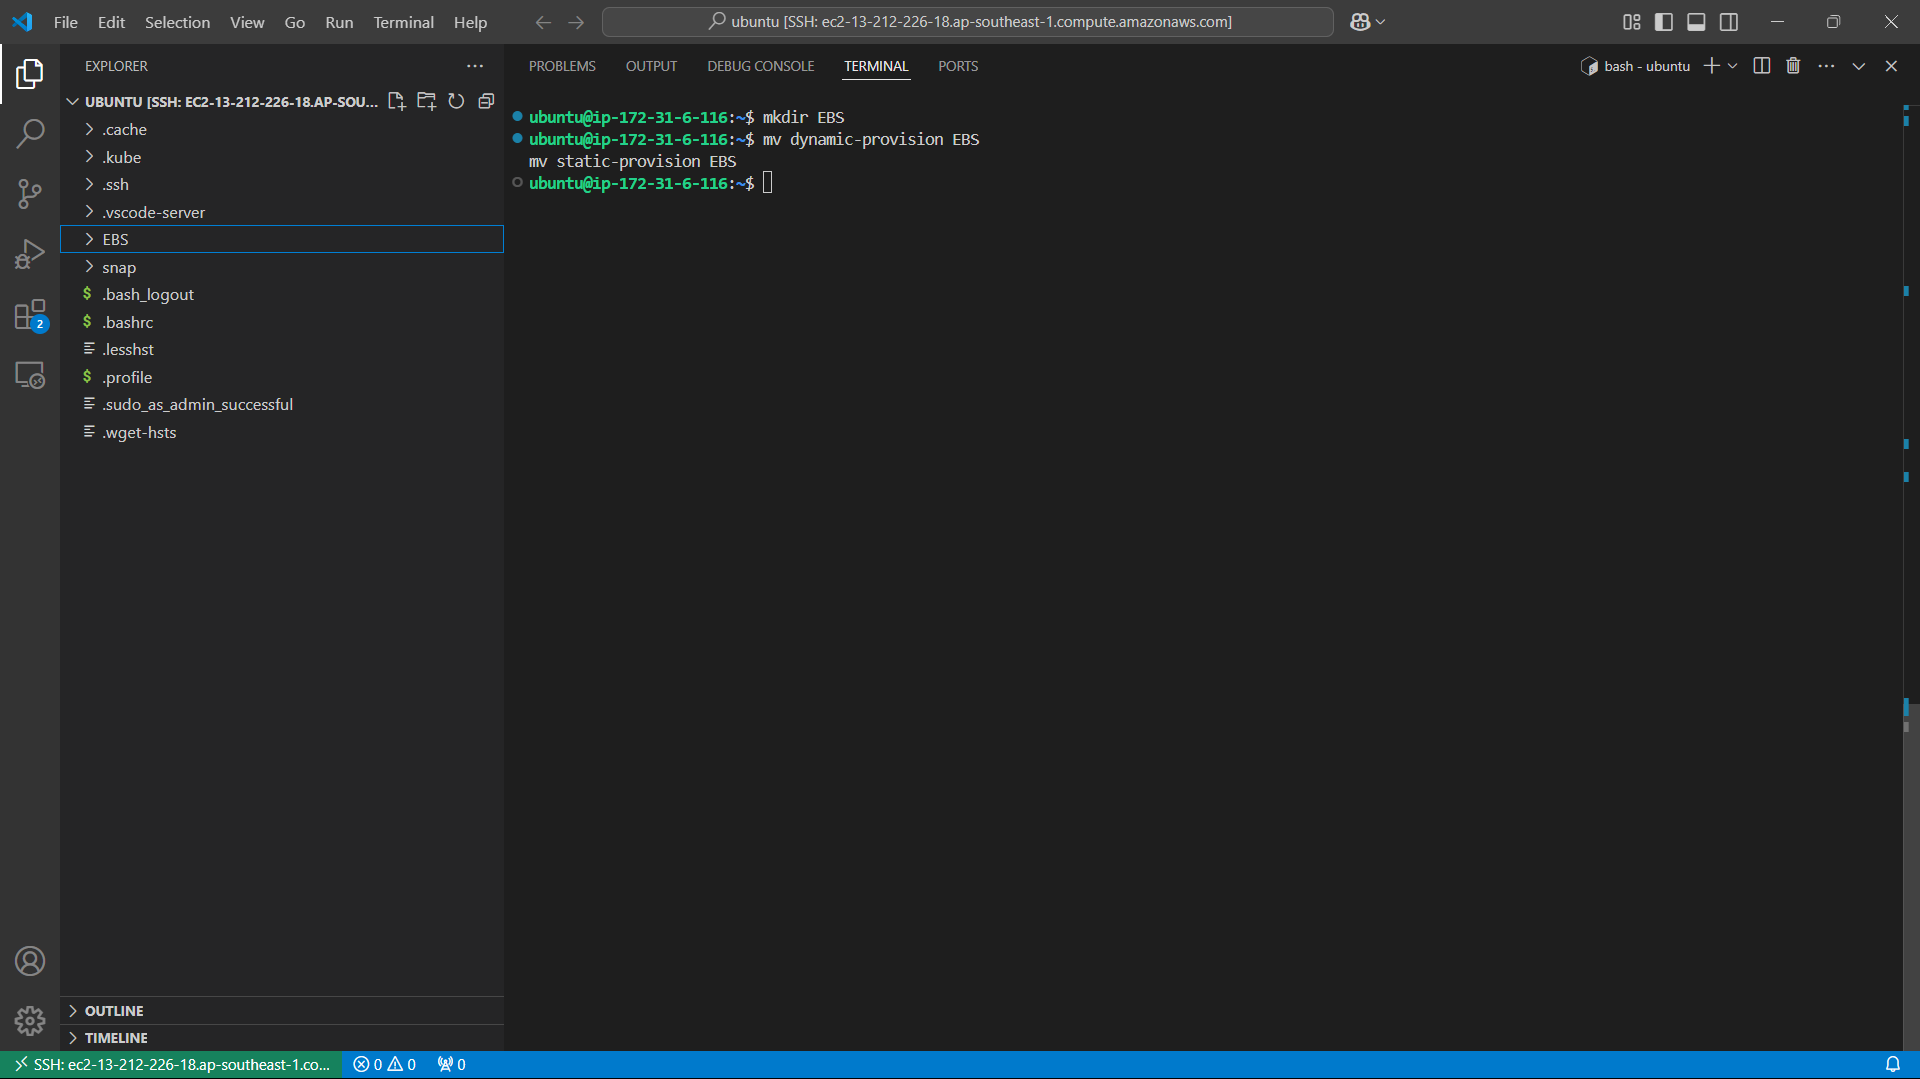 File Edit Selection View Go Run Terminal Help
ubuntu [SSH: ec2-13-212-226-18.ap-southeast-1.compute.amazonaws.com]
EXPLORER
UBUNTU [SSH: EC2-13-212-226-18.AP-SOU...
.cache
.kube
.ssh
.vscode-server
EBS
snap
$ .bash_logout
$ .bashrc
.lesshst
$ .profile
.sudo_as_admin_successful
.wget-hsts
OUTLINE
TIMELINE
2
PROBLEMS OUTPUT DEBUG CONSOLE TERMINAL PORTS
bash - ubuntu
ubuntu@ip-172-31-6-116:~$ mkdir EBS
ubuntu@ip-172-31-6-116:~$ mv dynamic-provision EBS
mv static-provision EBS
ubuntu@ip-172-31-6-116:~$
SSH: ec2-13-212-226-18.ap-southeast-1.co... 0 0 0